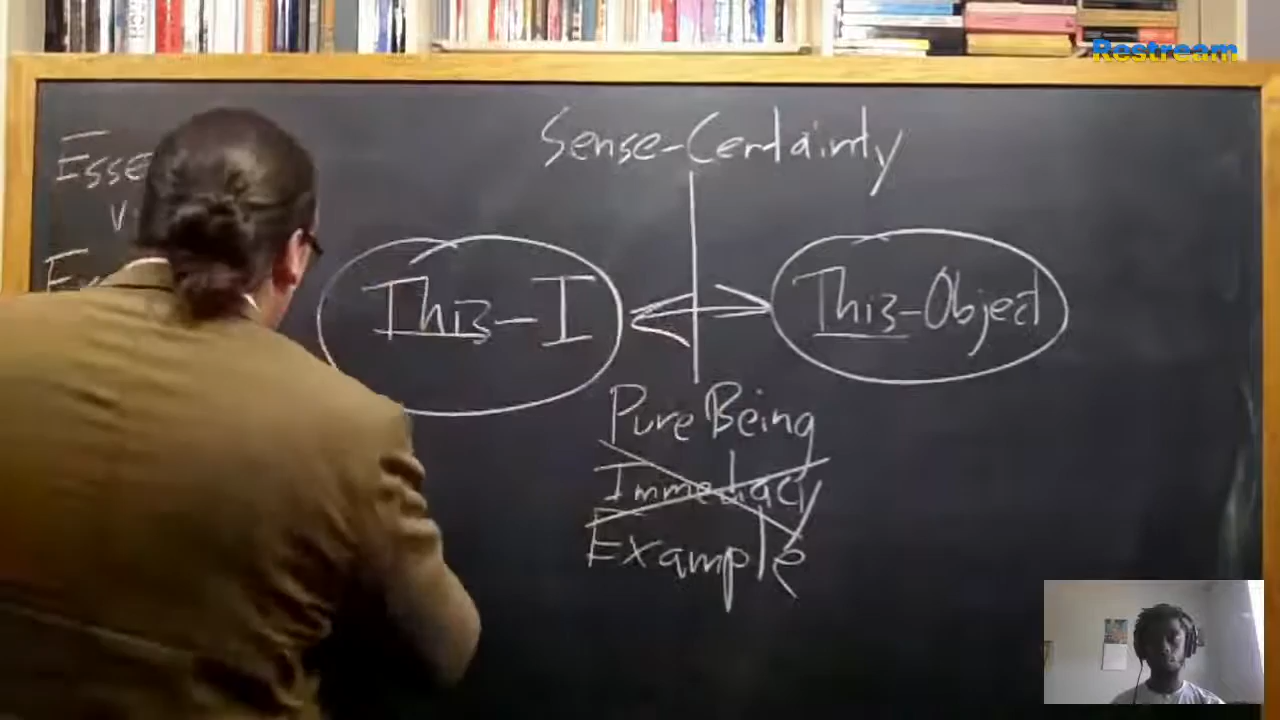 Restream
Sense-Certainty
This-I
This-Object
Pure Being
Immediacy
Example